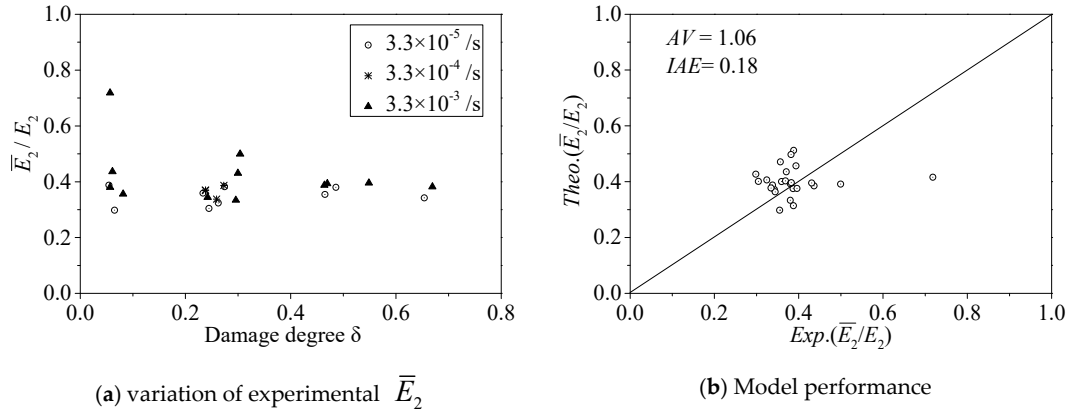 1.0
0.8
0.6
0.4
0.2
0.0
E̅₂ / E₂
3.3×10⁻⁵ /s
3.3×10⁻⁴ /s
3.3×10⁻³ /s
0.0 0.2 0.4 0.6 0.8
Damage degree δ
(a) variation of experimental E̅₂
1.0
0.8
0.6
0.4
0.2
0.0
Theo.(E̅₂/E₂)
AV = 1.06
IAE= 0.18
0.0 0.2 0.4 0.6 0.8 1.0
Exp.(E̅₂/E₂)
(b) Model performance